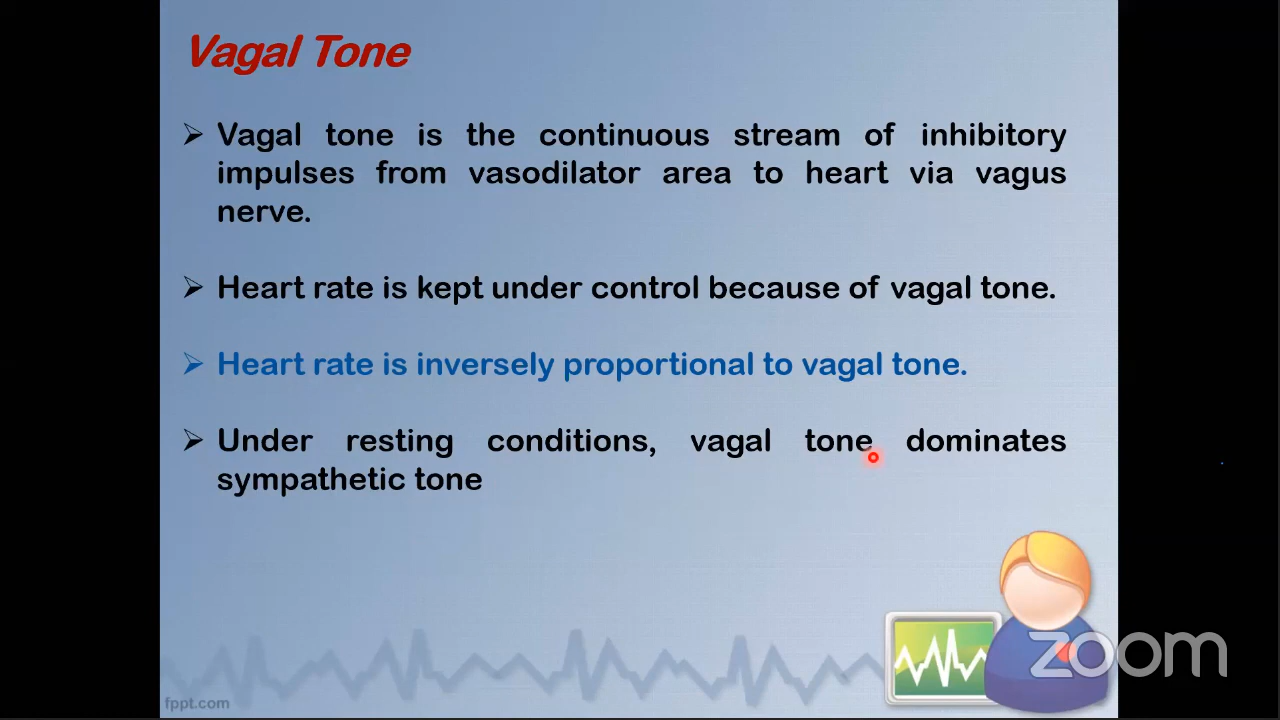 Vagal Tone
Vagal tone is the continuous stream of inhibitory
impulses from vasodilator area to heart via vagus
nerve.
Heart rate is kept under control because of vagal tone.
Heart rate is inversely proportional to vagal tone.
Under resting conditions, vagal tone dominates
sympathetic tone
zoom
fppt.com